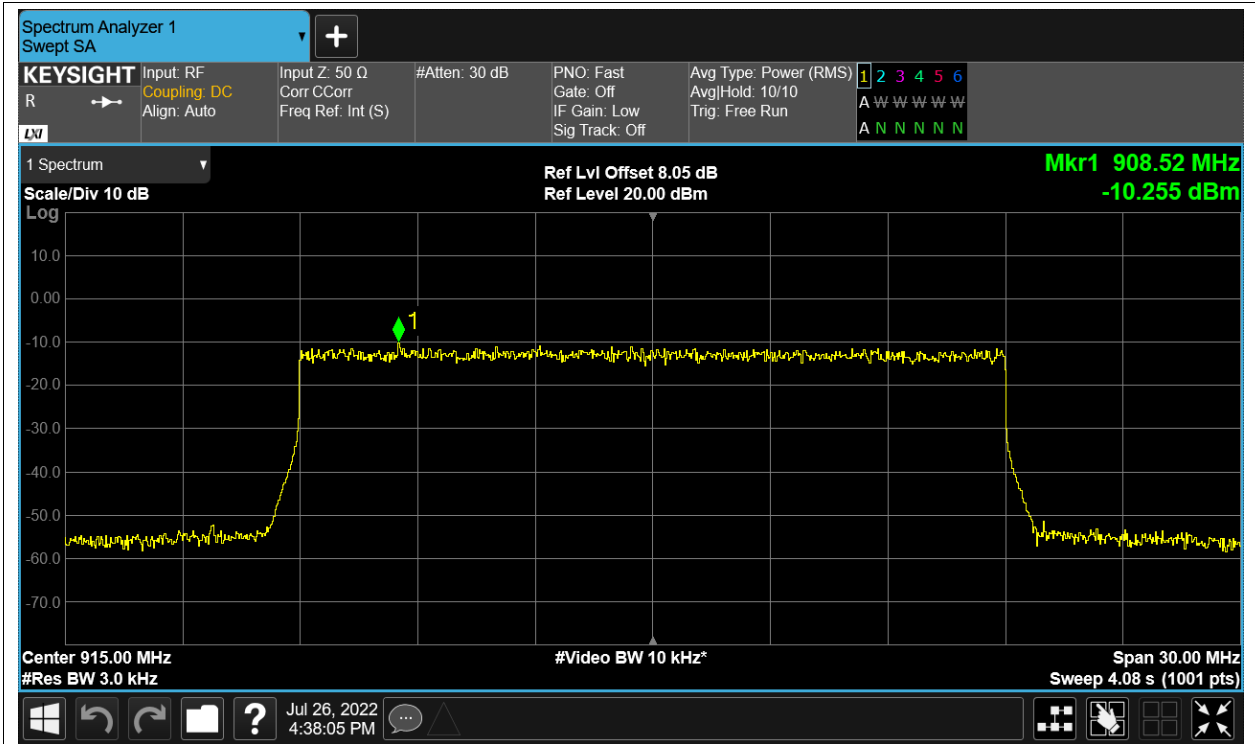 Spectrum Analyzer 1
Swept SA
+
KEYSIGHT
R
LXI
Input: RF
Coupling: DC
Align: Auto
Input Z: 50 Ω
Corr CCorr
Freq Ref: Int (S)
#Atten: 30 dB
PNO: Fast
Gate: Off
IF Gain: Low
Sig Track: Off
Avg Type: Power (RMS)
Avg|Hold: 10/10
Trig: Free Run
1 2 3 4 5 6
A W W W W W
A N N N N N
1 Spectrum
Scale/Div 10 dB
Log
Ref Lvl Offset 8.05 dB
Ref Level 20.00 dBm
Mkr1 908.52 MHz
-10.255 dBm
10.0
0.00
1
-10.0
-20.0
-30.0
-40.0
-50.0
-60.0
-70.0
Center 915.00 MHz
#Res BW 3.0 kHz
#Video BW 10 kHz*
Span 30.00 MHz
Sweep 4.08 s (1001 pts)
?
Jul 26, 2022
4:38:05 PM